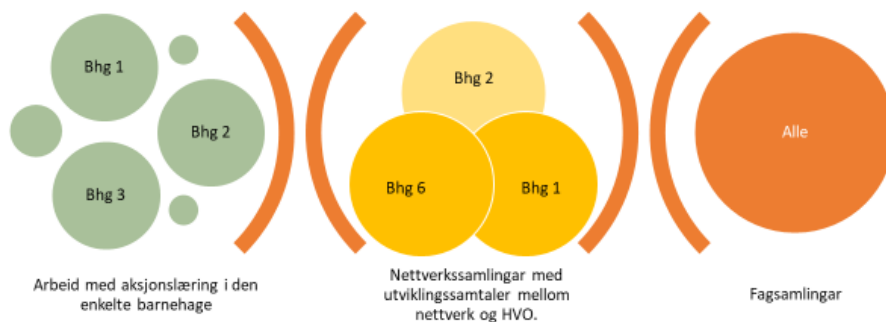 Bhg 1
Bhg 2
Bhg 3
Arbeid med aksjonslæring i den
enkelte barnehage
Bhg 2
Bhg 6
Bhg 1
Nettverkssamlingar med
utviklingssamtaler mellom
nettverk og HVO.
Alle
Fagsamlingar